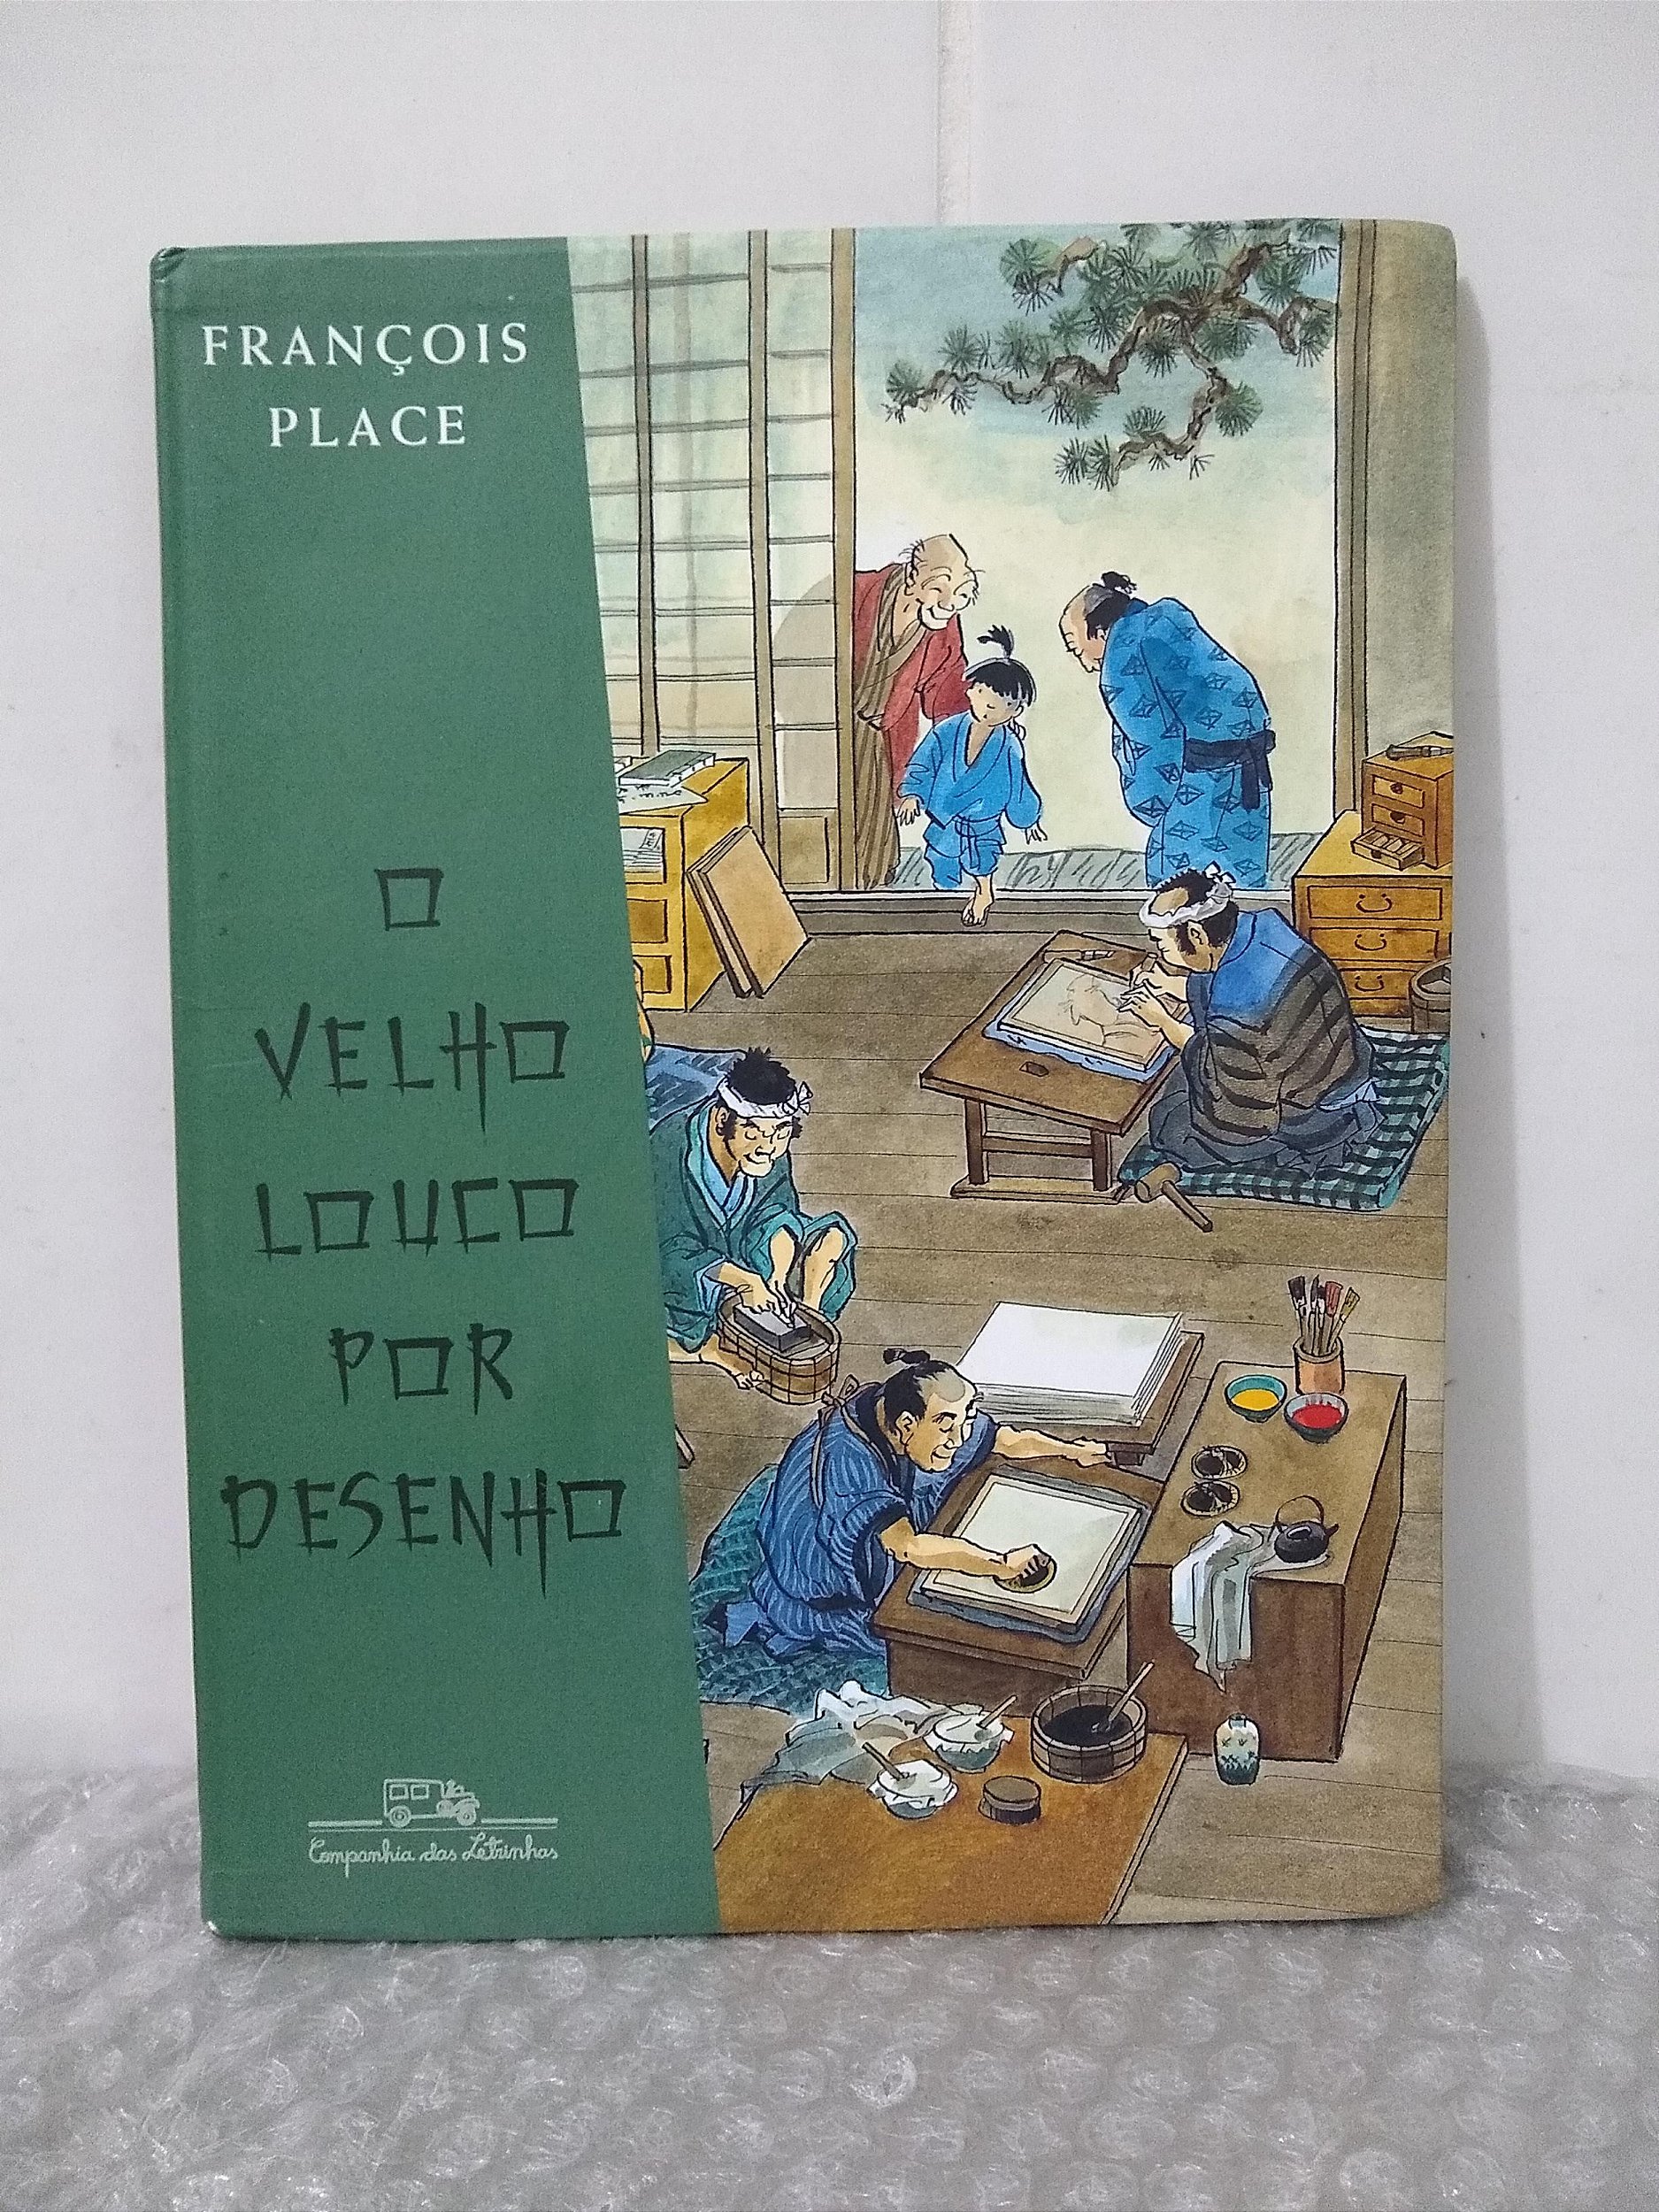 FRANÇOIS
PLACE
O
VELHO
LOUCO
POR
DESENHO
Companhia das Letrinhas